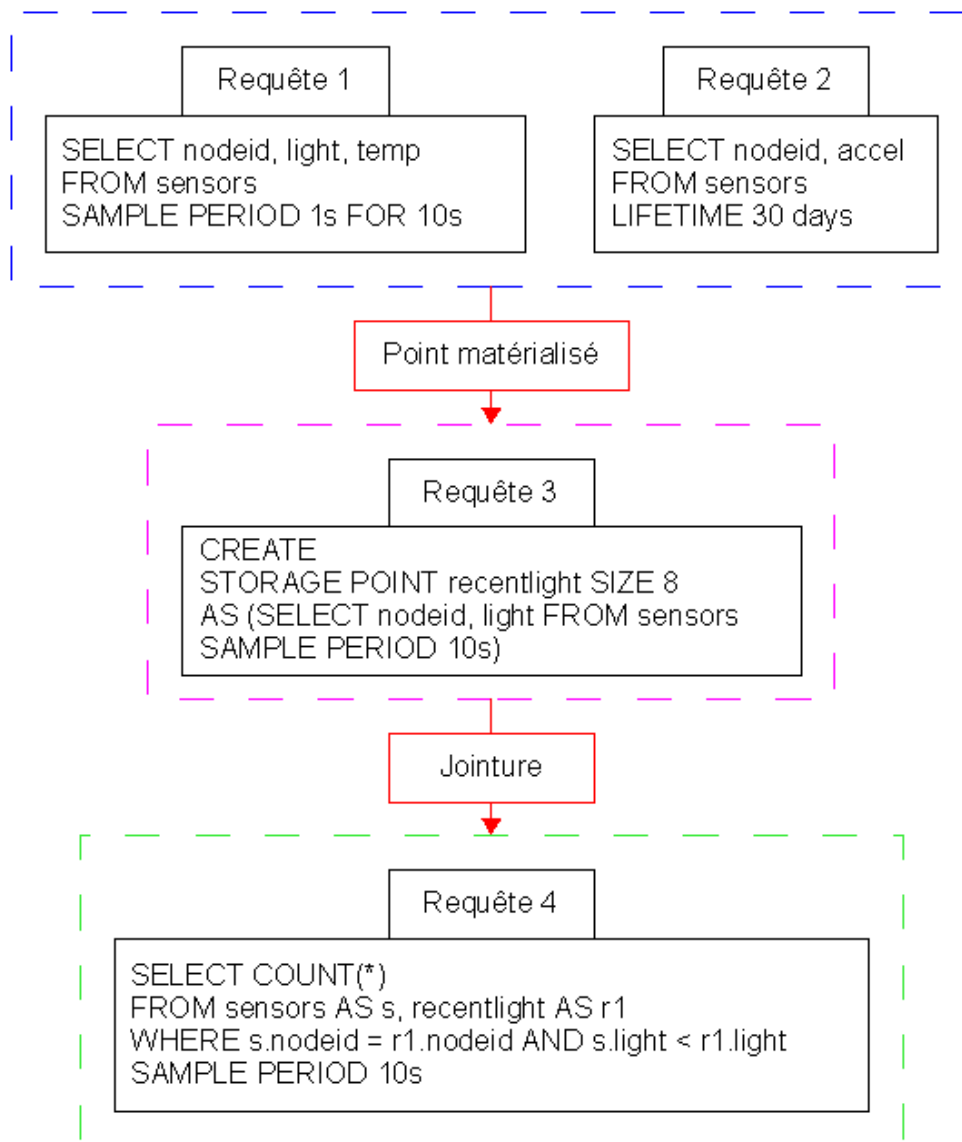 Requête 1
SELECT nodeid, light, temp
FROM sensors
SAMPLE PERIOD 1s FOR 10s
Requête 2
SELECT nodeid, accel
FROM sensors
LIFETIME 30 days
Point matérialisé
Requête 3
CREATE
STORAGE POINT recentlight SIZE 8
AS (SELECT nodeid, light FROM sensors
SAMPLE PERIOD 10s)
Jointure
Requête 4
SELECT COUNT(*)
FROM sensors AS s, recentlight AS r1
WHERE s.nodeid = r1.nodeid AND s.light < r1.light
SAMPLE PERIOD 10s